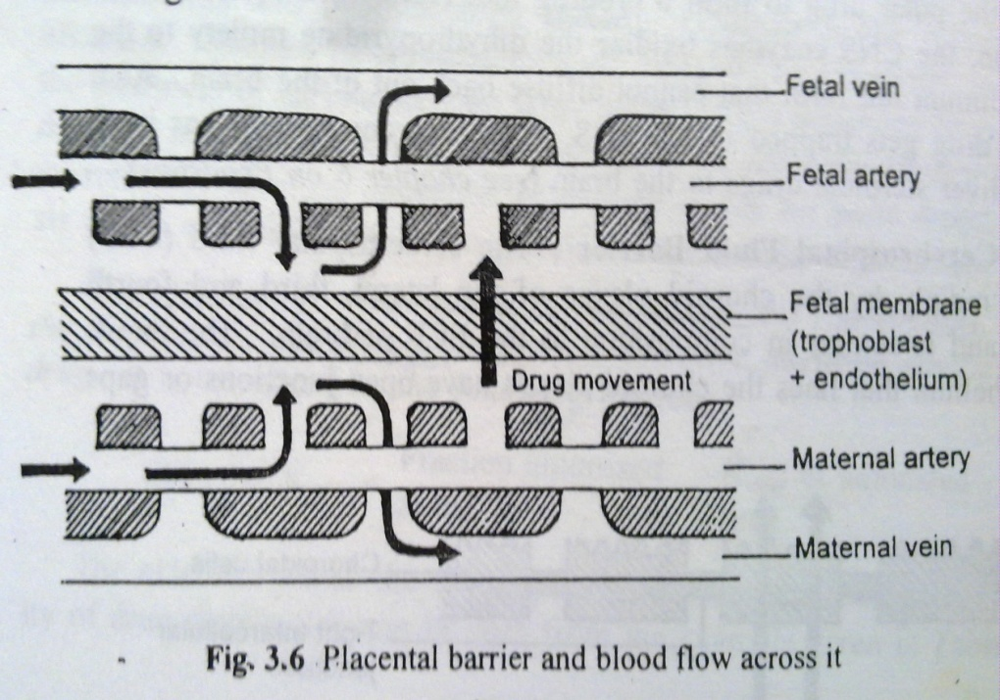 Fetal vein
Fetal artery
Fetal membrane
(trophoblast
+ endothelium)
Drug movement
Maternal artery
Maternal vein
Fig. 3.6 Placental barrier and blood flow across it